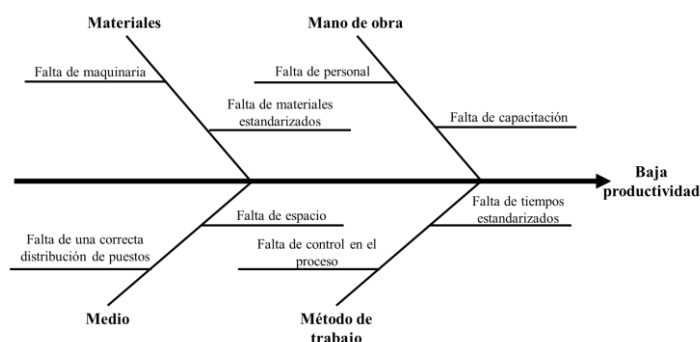 Materiales
Mano de obra
Falta de maquinaria
Falta de personal
Falta de materiales
estandarizados
Falta de capacitación
Baja
productividad
Falta de tiempos
estandarizados
Falta de espacio
Falta de una correcta
distribución de puestos
Falta de control en el
proceso
Medio
Método de
trabajo